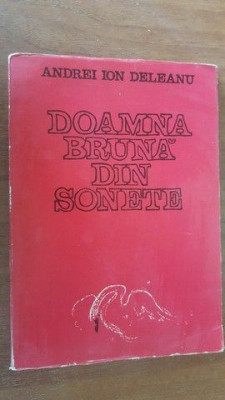 ANDREI ION DELEANU
DOAMNA
BRUNĂ
DIN
SONETE